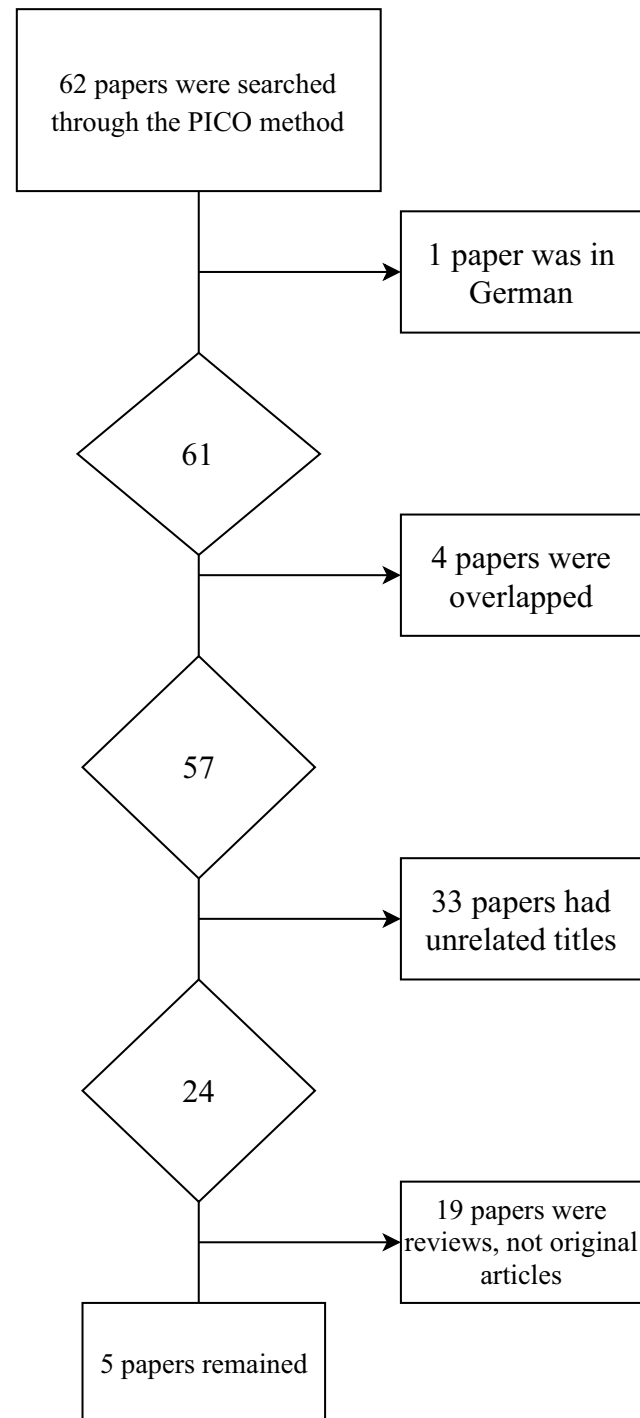 62 papers were searched
through the PICO method
1 paper was in
German
61
4 papers were
overlapped
57
33 papers had
unrelated titles
24
19 papers were
reviews, not original
articles
5 papers remained